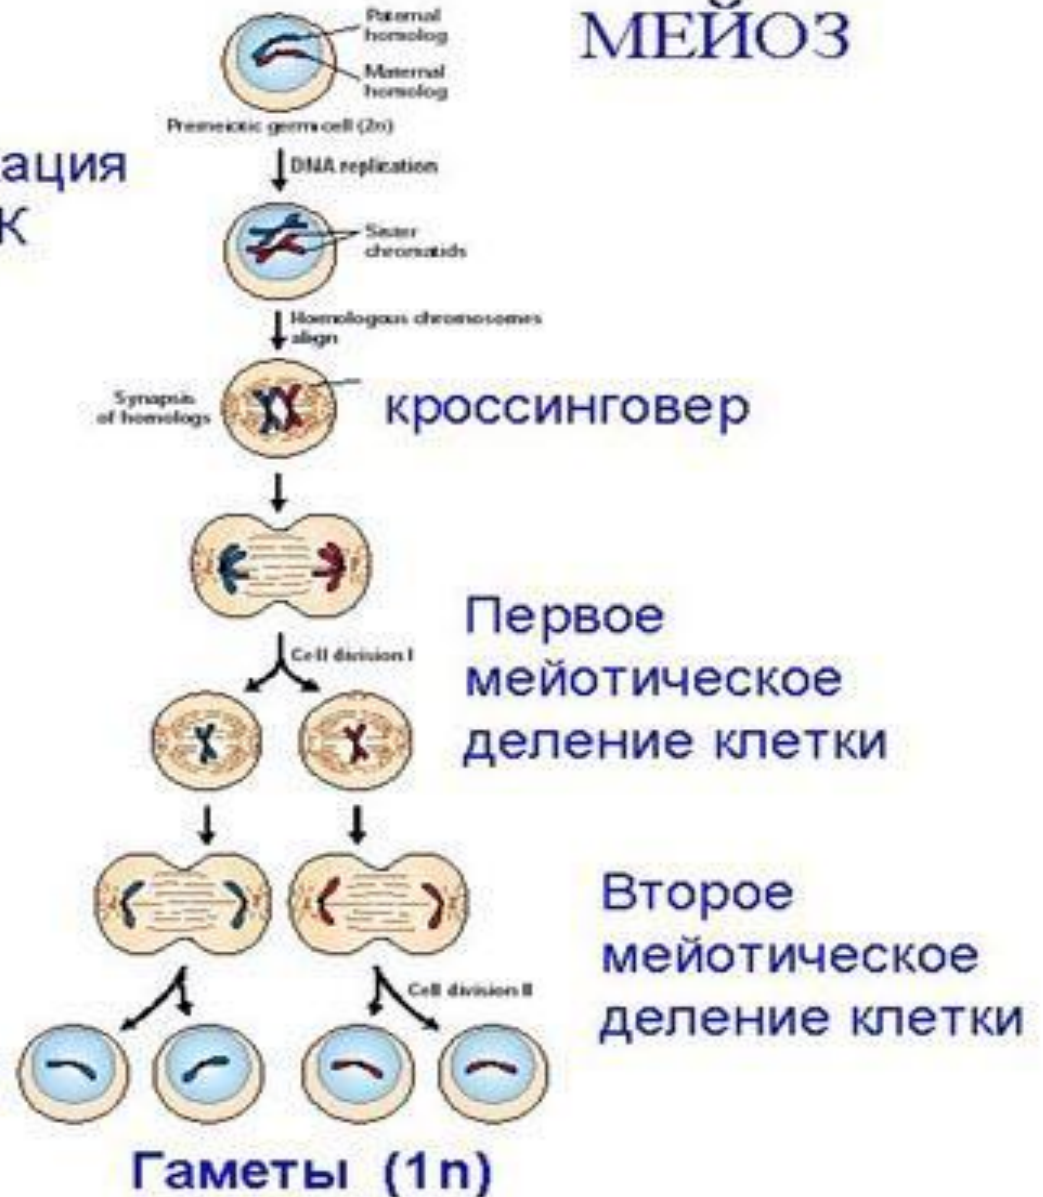 МЕЙОЗ
Paternal
homolog
Maternal
homolog
Premeiotic germ cell (2n)
DNA replication
ация
К
Sister
chromatids
Homologous chromosomes
align
Synapsis
of homologs
кроссинговер
Первое
мейотическое
деление клетки
Cell division I
Второе
мейотическое
деление клетки
Cell division II
Гаметы (1n)